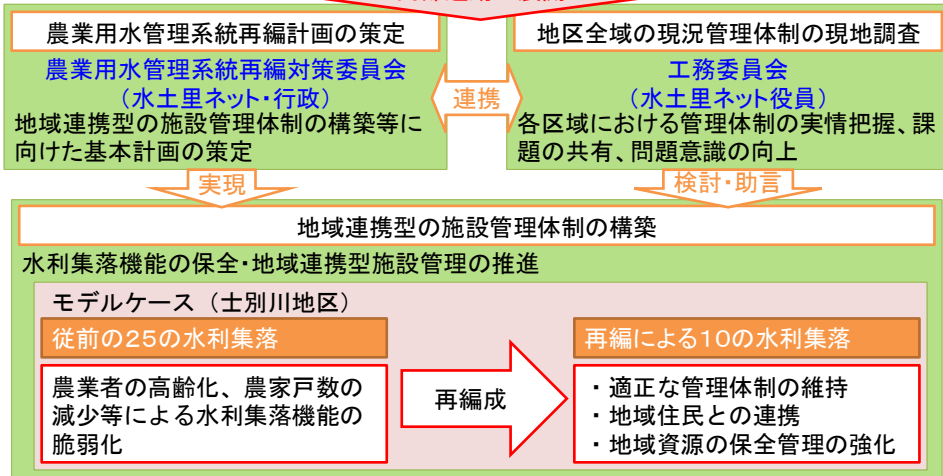 農業用水管理系統再編計画の策定
農業用水管理系統再編対策委員会
(水土里ネット・行政)
地域連携型の施設管理体制の構築等に
向けた基本計画の策定
連携
地区全域の現況管理体制の現地調査
工務委員会
(水土里ネット役員)
各区域における管理体制の実情把握、課
題の共有、問題意識の向上
実現
検討・助言
地域連携型の施設管理体制の構築
水利集落機能の保全・地域連携型施設管理の推進
モデルケース（士別川地区）
従前の25の水利集落
農業者の高齢化、農家戸数の
減少等による水利集落機能の
脆弱化
再編成
再編による10の水利集落
・適正な管理体制の維持
・地域住民との連携
・地域資源の保全管理の強化